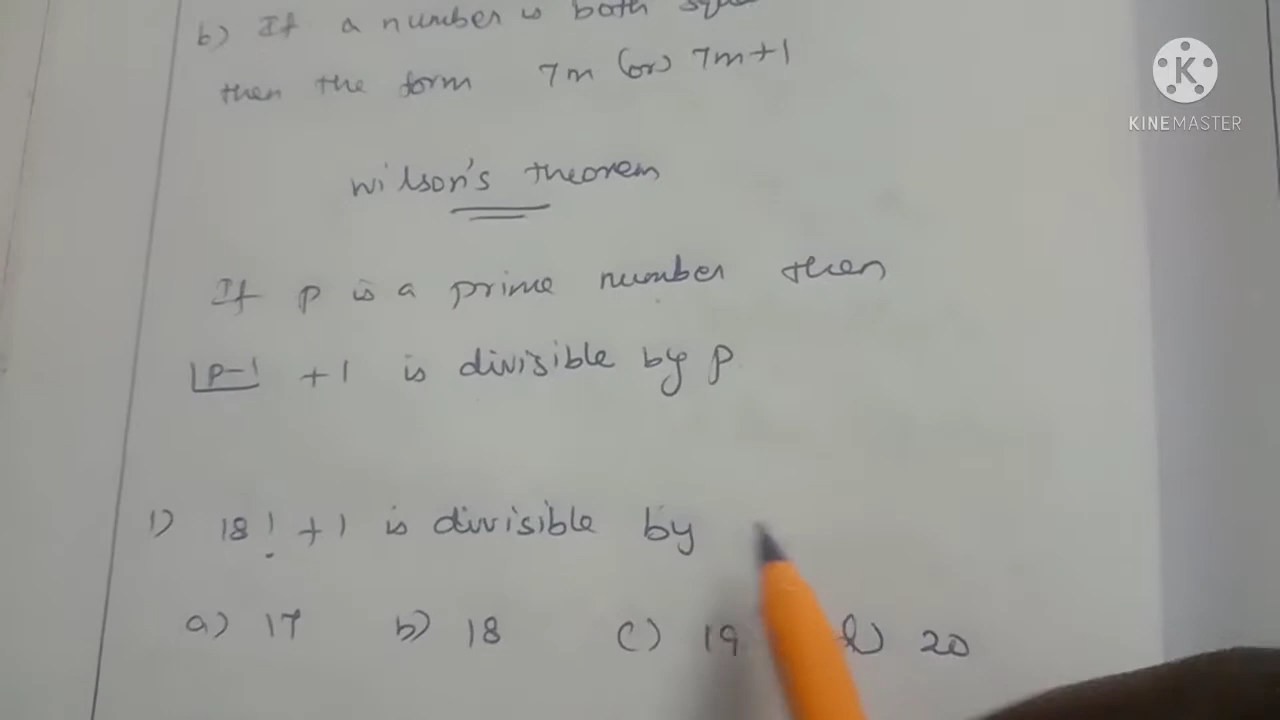 b) If a number is both
then the form 7m (or) 7m+1
Wilson's theorem
If p is a prime number then
|p-1 +1 is divisible by p
1) 18! +1 is divisible by
a) 17 b) 18 c) 19 d) 20
K
KINEMASTER